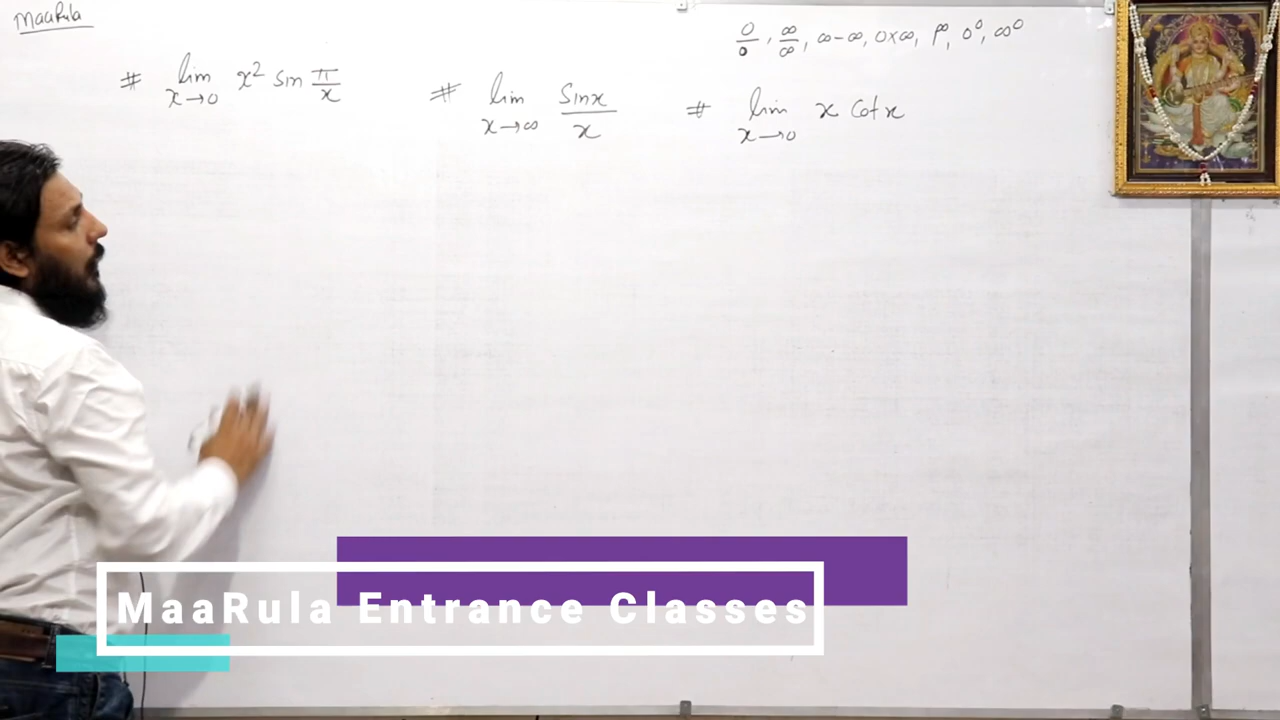 MaaRula
0/0, ∞/∞, ∞-∞, 0×∞, 1^∞, 0^0, ∞^0
# lim x→0 x² sin π/x
# lim x→∞ sinx/x
# lim x→0 x cot x
MaaRula Entrance Classes